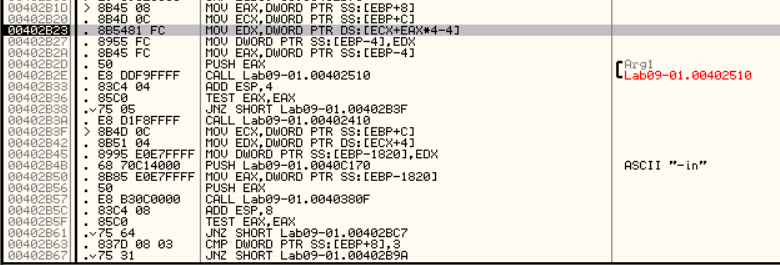 00402B1D > 8B45 08 MOV EAX,DWORD PTR SS:[EBP+8]
00402B20 . 8B4D 0C MOV ECX,DWORD PTR SS:[EBP+C]
00402B23 . 8B5481 FC MOV EDX,DWORD PTR DS:[ECX+EAX*4-4]
00402B27 . 8955 FC MOV DWORD PTR SS:[EBP-4],EDX
00402B2A . 8B45 FC MOV EAX,DWORD PTR SS:[EBP-4]
00402B2D . 50 PUSH EAX Arg1
00402B2E . E8 DDF9FFFF CALL Lab09-01.00402510 Lab09-01.00402510
00402B33 . 83C4 04 ADD ESP,4
00402B36 . 85C0 TEST EAX,EAX
00402B38 .v75 05 JNZ SHORT Lab09-01.00402B3F
00402B3A . E8 D1F8FFFF CALL Lab09-01.00402410
00402B3F > 8B4D 0C MOV ECX,DWORD PTR SS:[EBP+C]
00402B42 . 8B51 04 MOV EDX,DWORD PTR DS:[ECX+4]
00402B45 . 8995 E0E7FFFF MOV DWORD PTR SS:[EBP-1820],EDX
00402B4B . 68 70C14000 PUSH Lab09-01.0040C170 ASCII "-in"
00402B50 . 8B85 E0E7FFFF MOV EAX,DWORD PTR SS:[EBP-1820]
00402B56 . 50 PUSH EAX
00402B57 . E8 B30C0000 CALL Lab09-01.0040380F
00402B5C . 83C4 08 ADD ESP,8
00402B5F . 85C0 TEST EAX,EAX
00402B61 .v75 64 JNZ SHORT Lab09-01.00402BC7
00402B63 . 837D 08 03 CMP DWORD PTR SS:[EBP+8],3
00402B67 .v75 31 JNZ SHORT Lab09-01.00402B9A